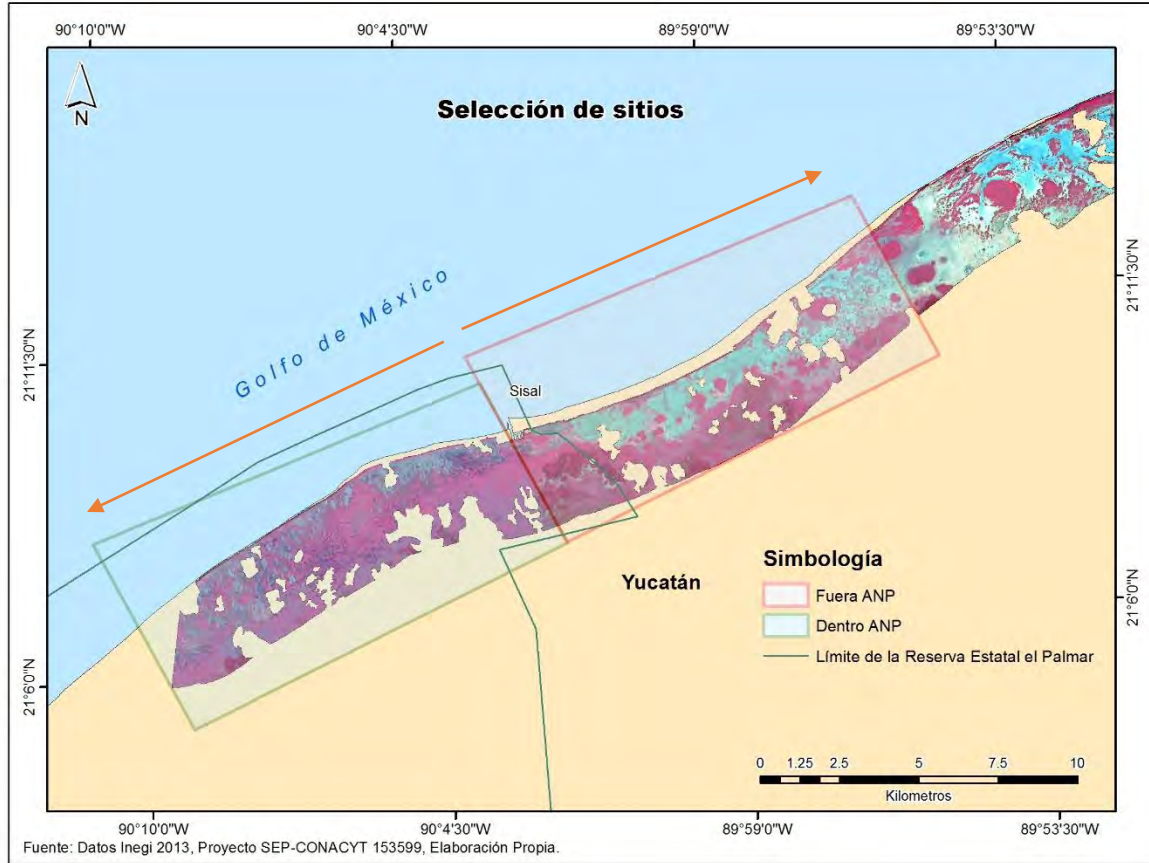 90°10'0"W
90°4'30"W
89°59'0"W
89°53'30"W
N
Selección de sitios
Golfo de México
21°11'30"N
21°11'30"N
Sisal
Yucatán
Simbología
Fuera ANP
Dentro ANP
Límite de la Reserva Estatal el Palmar
21°6'0"N
21°6'0"N
0 1.25 2.5 5 7.5 10
Kilometros
90°10'0"W
90°4'30"W
89°59'0"W
89°53'30"W
Fuente: Datos Inegi 2013, Proyecto SEP-CONACYT 153599, Elaboración Propia.